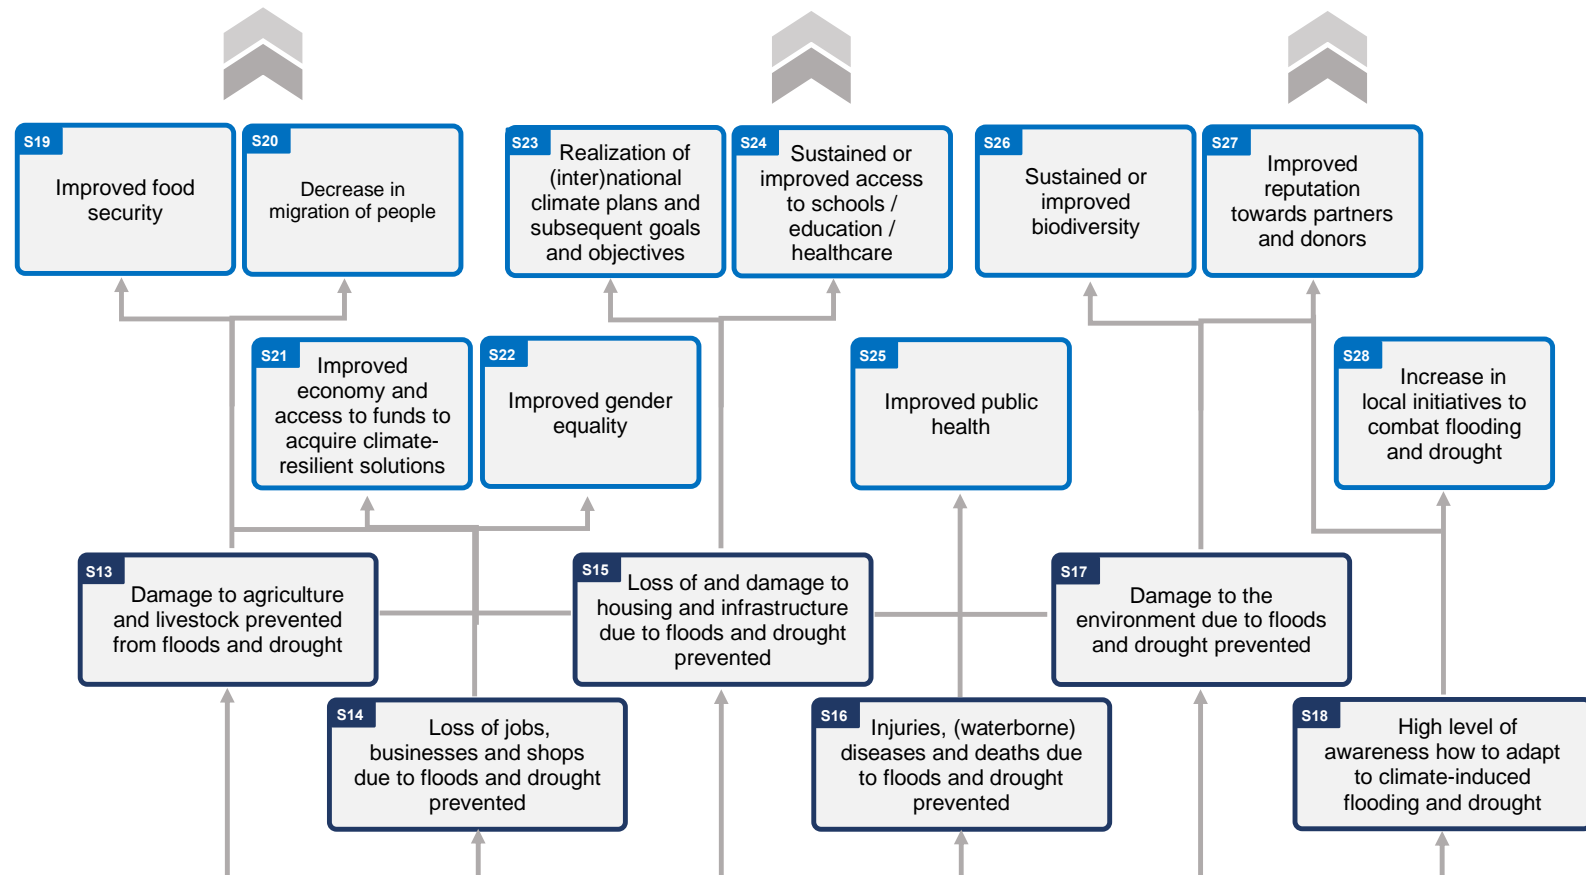 S19
Improved food
security
S20
Decrease in
migration of people
S23
Realization of
(inter)national
climate plans and
subsequent goals
and objectives
S24
Sustained or
improved access
to schools /
education /
healthcare
S26
Sustained or
improved
biodiversity
S27
Improved
reputation
towards partners
and donors
S21
Improved
economy and
access to funds to
acquire climate-
resilient solutions
S22
Improved gender
equality
S25
Improved public
health
S28
Increase in
local initiatives to
combat flooding
and drought
S13
Damage to agriculture
and livestock prevented
from floods and drought
S15
Loss of and damage to
housing and infrastructure
due to floods and drought
prevented
S17
Damage to the
environment due to floods
and drought prevented
S14
Loss of jobs,
businesses and shops
due to floods and drought
prevented
S16
Injuries, (waterborne)
diseases and deaths due
to floods and drought
prevented
S18
High level of
awareness how to adapt
to climate-induced
flooding and drought